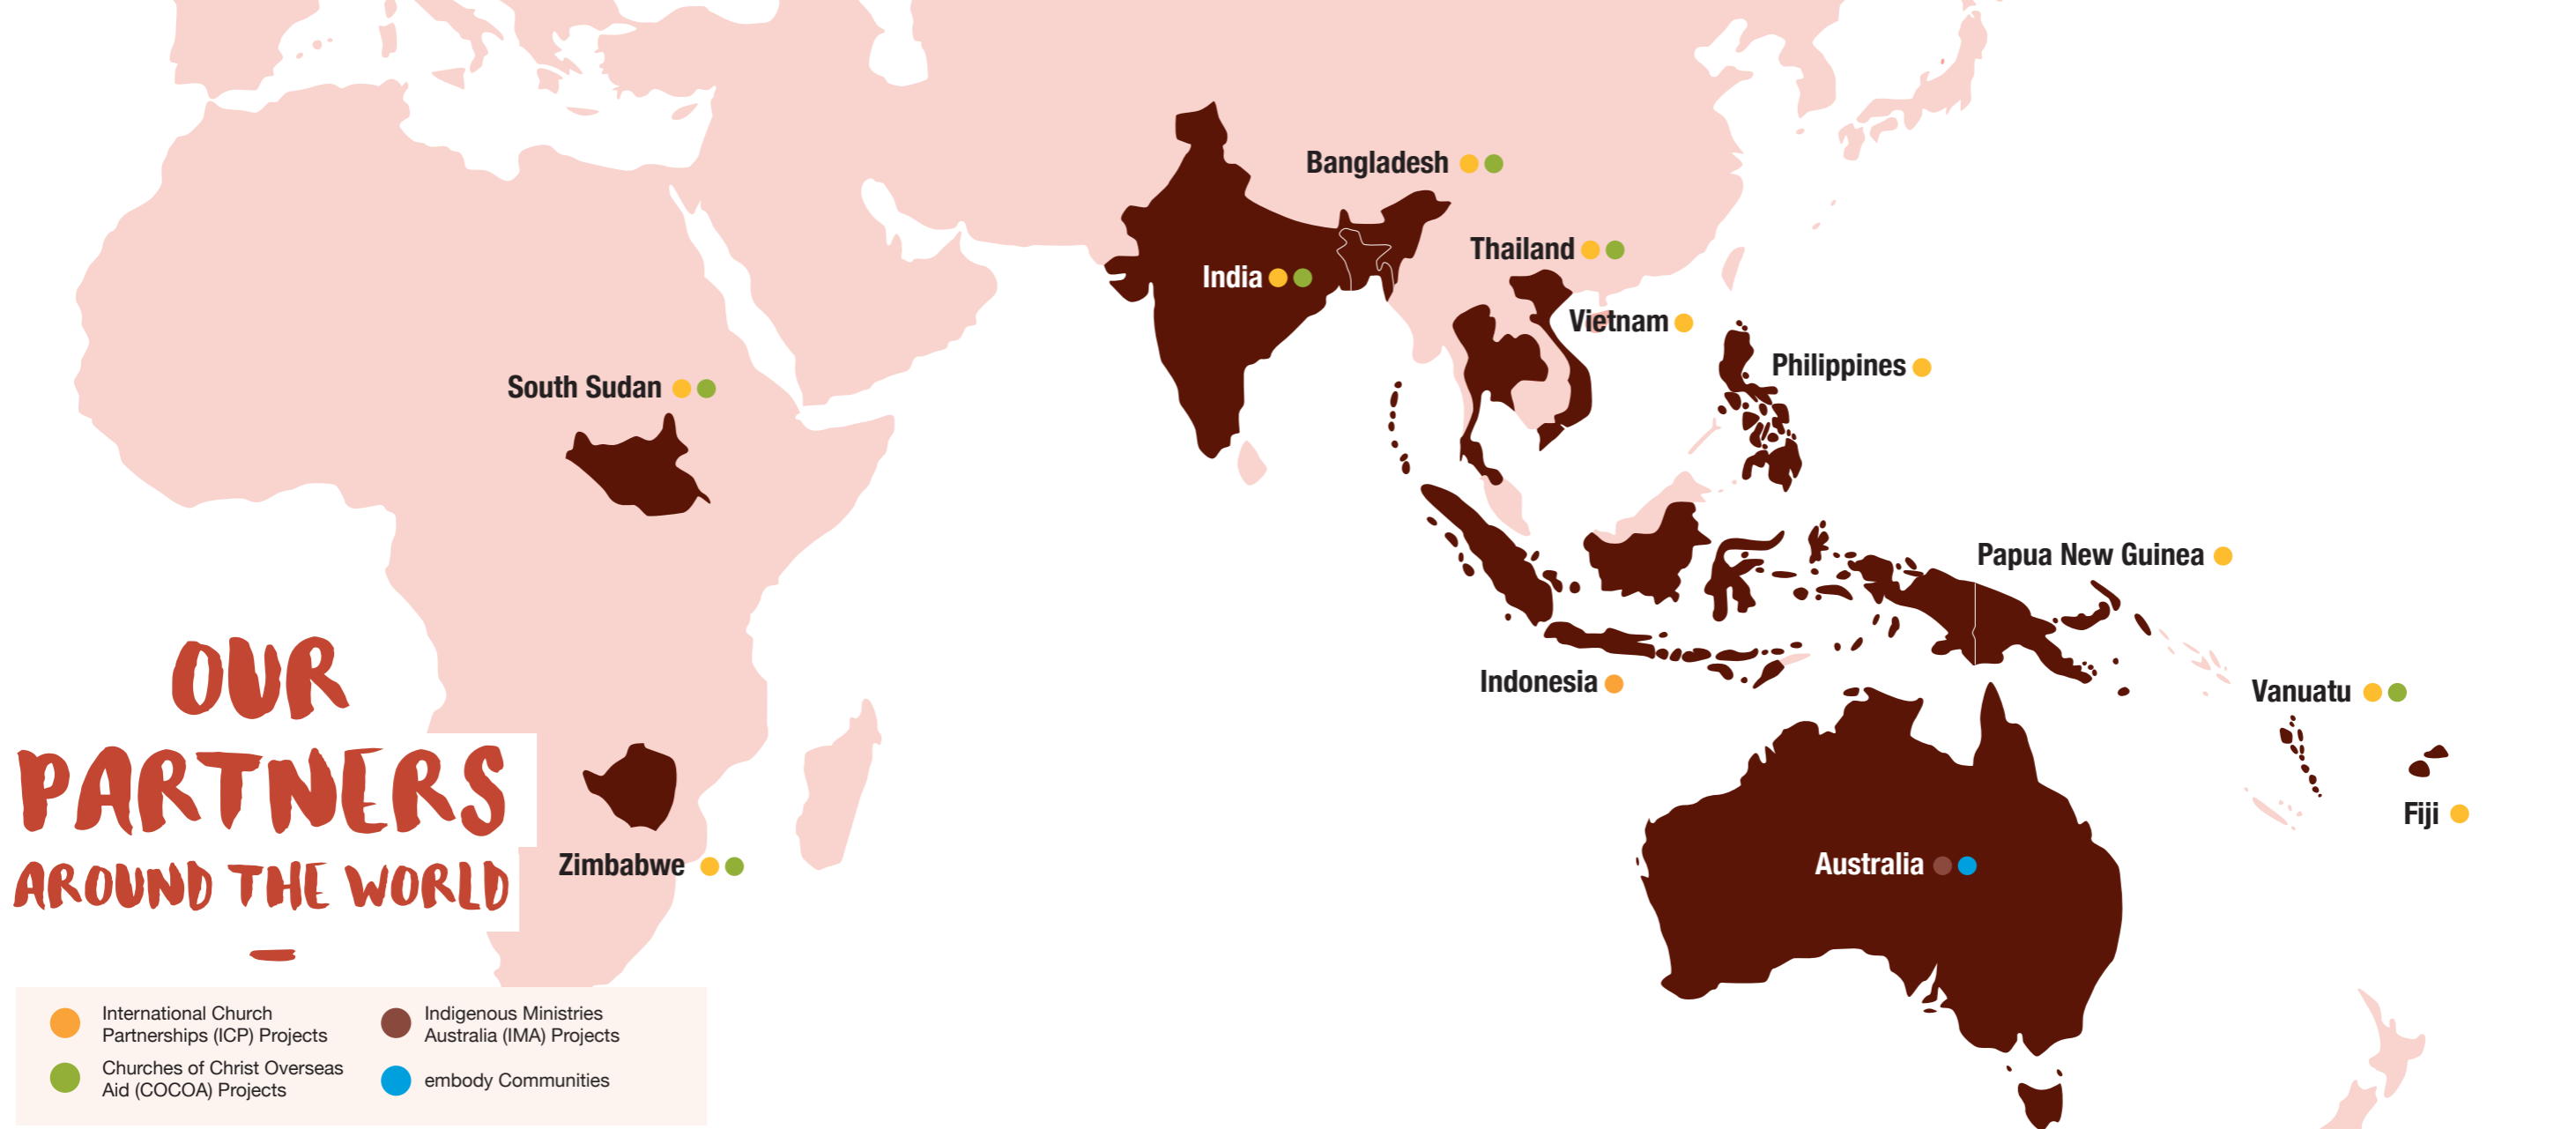 Bangladesh
Thailand
India
Vietnam
Philippines
South Sudan
Papua New Guinea
Indonesia
Vanuatu
Fiji
Zimbabwe
Australia
OUR
PARTNERS
AROUND THE WORLD
International Church
Partnerships (ICP) Projects
Churches of Christ Overseas
Aid (COCOA) Projects
Indigenous Ministries
Australia (IMA) Projects
embody Communities